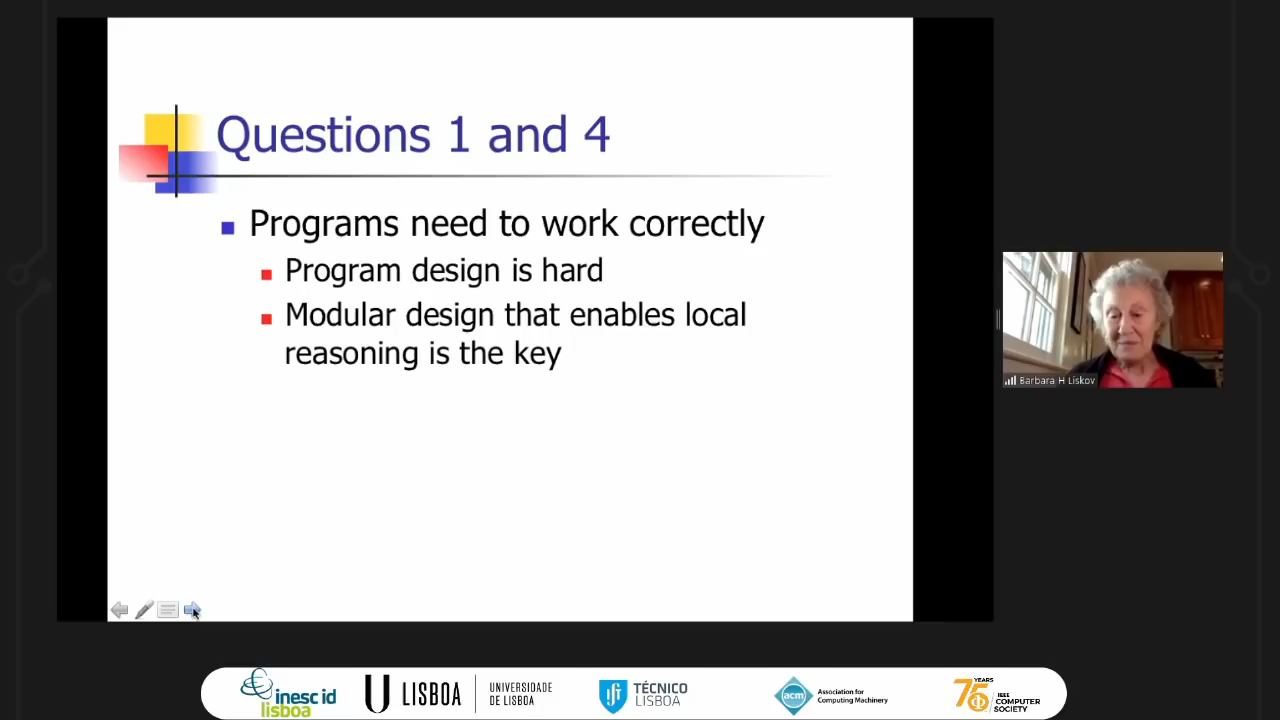 Questions 1 and 4
Programs need to work correctly
Program design is hard
Modular design that enables local
reasoning is the key
Barbara H Liskov
inesc id
lisboa
LISBOA
UNIVERSIDADE
DE LISBOA
TÉCNICO
LISBOA
acm
Association for
Computing Machinery
75
YEARS
IEEE
COMPUTER
SOCIETY